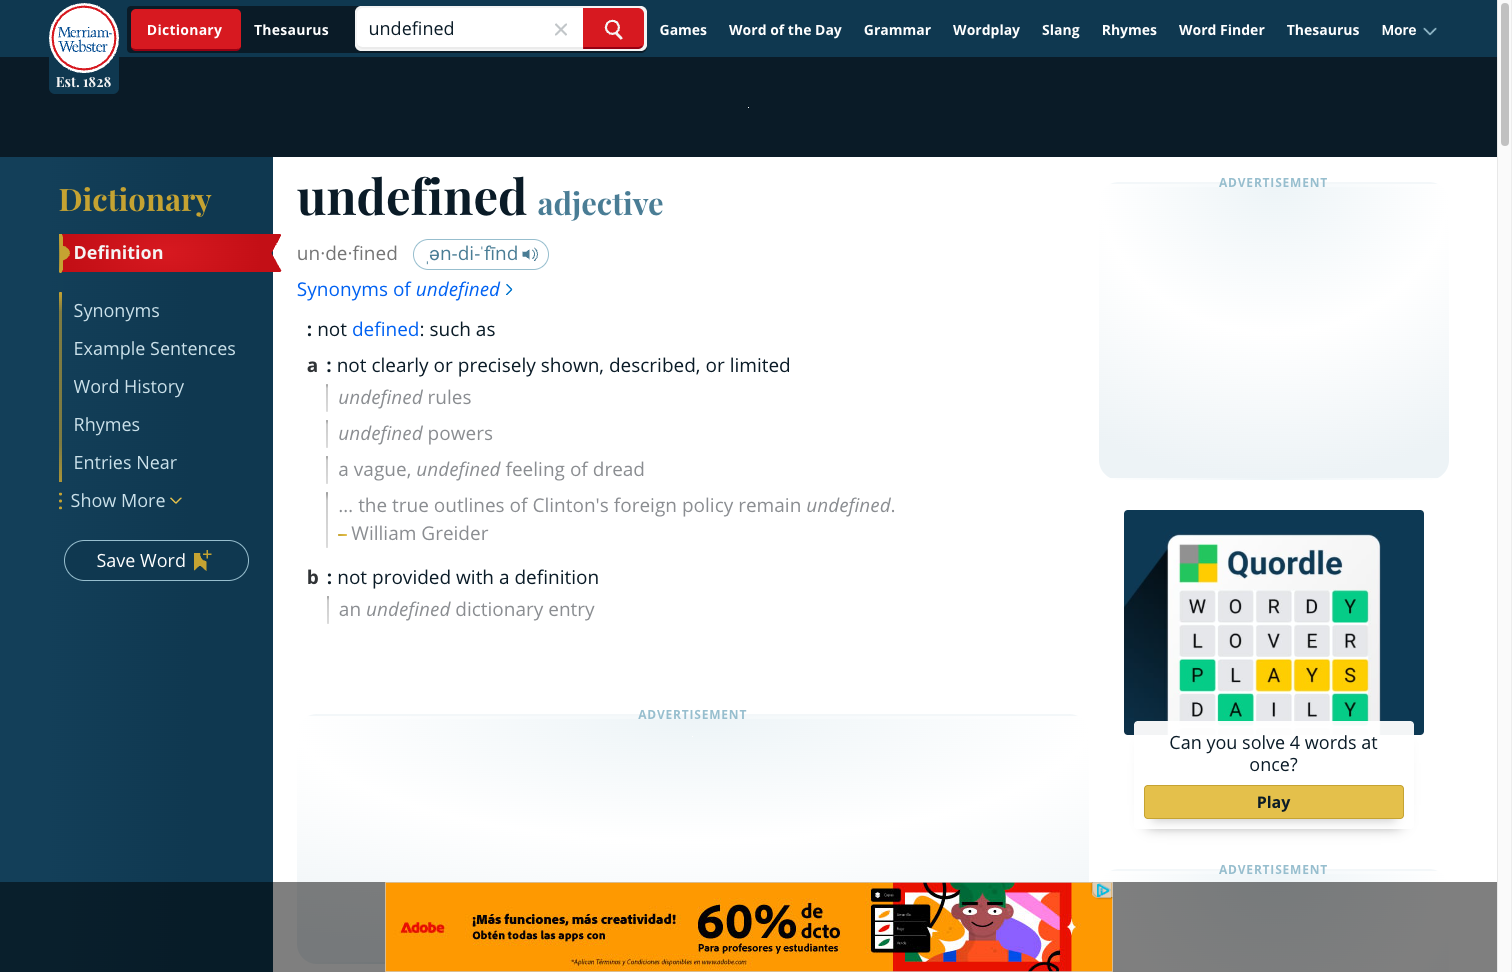 Merriam-
Webster
Est. 1828
Dictionary
Thesaurus
undefined
Games
Word of the Day
Grammar
Wordplay
Slang
Rhymes
Word Finder
Thesaurus
More
Dictionary
Definition
Synonyms
Example Sentences
Word History
Rhymes
Entries Near
Show More
Save Word
undefined adjective
un·de·fined ˌən-di-ˈfīnd
Synonyms of undefined
: not defined: such as
a : not clearly or precisely shown, described, or limited
undefined rules
undefined powers
a vague, undefined feeling of dread
… the true outlines of Clinton's foreign policy remain undefined.
– William Greider
b : not provided with a definition
an undefined dictionary entry
ADVERTISEMENT
ADVERTISEMENT
Quordle
W O R D Y
L O V E R
P L A Y S
D A I L Y
Can you solve 4 words at
once?
Play
ADVERTISEMENT
Adobe
¡Más funciones, más creatividad!
Obtén todas las apps con
60% de dcto
Para profesores y estudiantes
*Aplican Términos y Condiciones disponibles en www.adobe.com